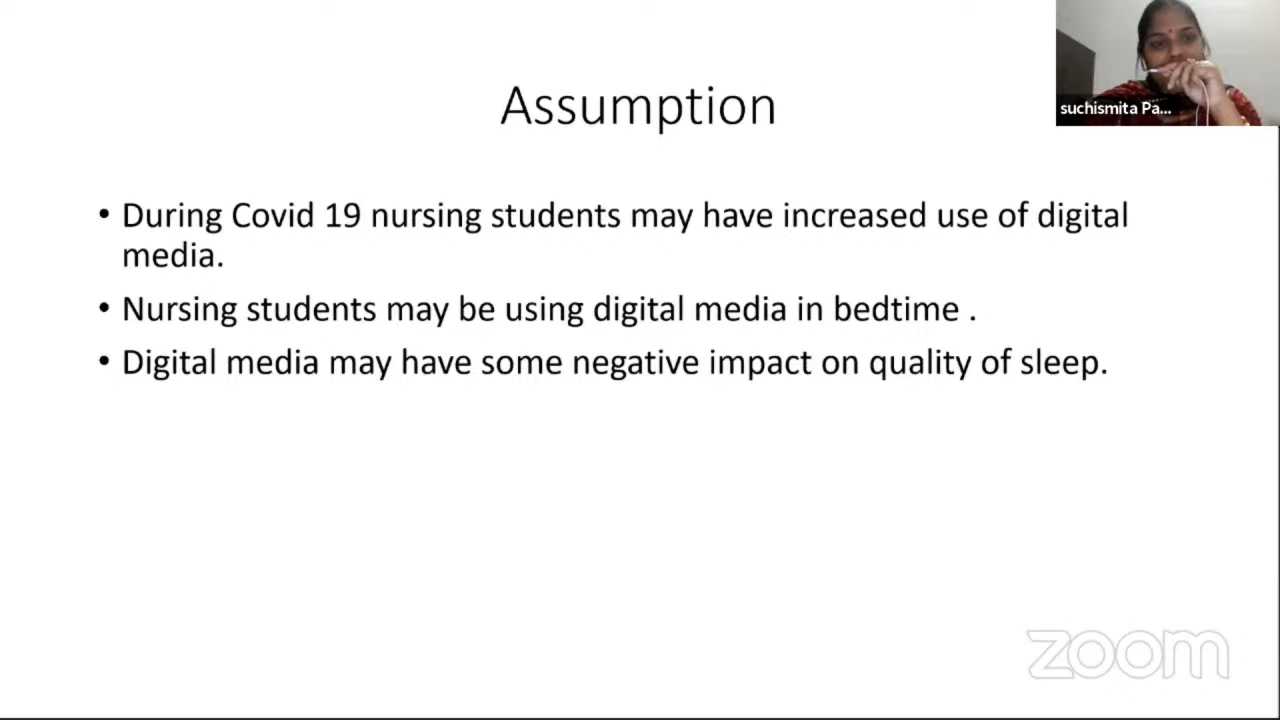 Assumption
suchismita Pa...
• During Covid 19 nursing students may have increased use of digital
media.
• Nursing students may be using digital media in bedtime .
• Digital media may have some negative impact on quality of sleep.
zoom